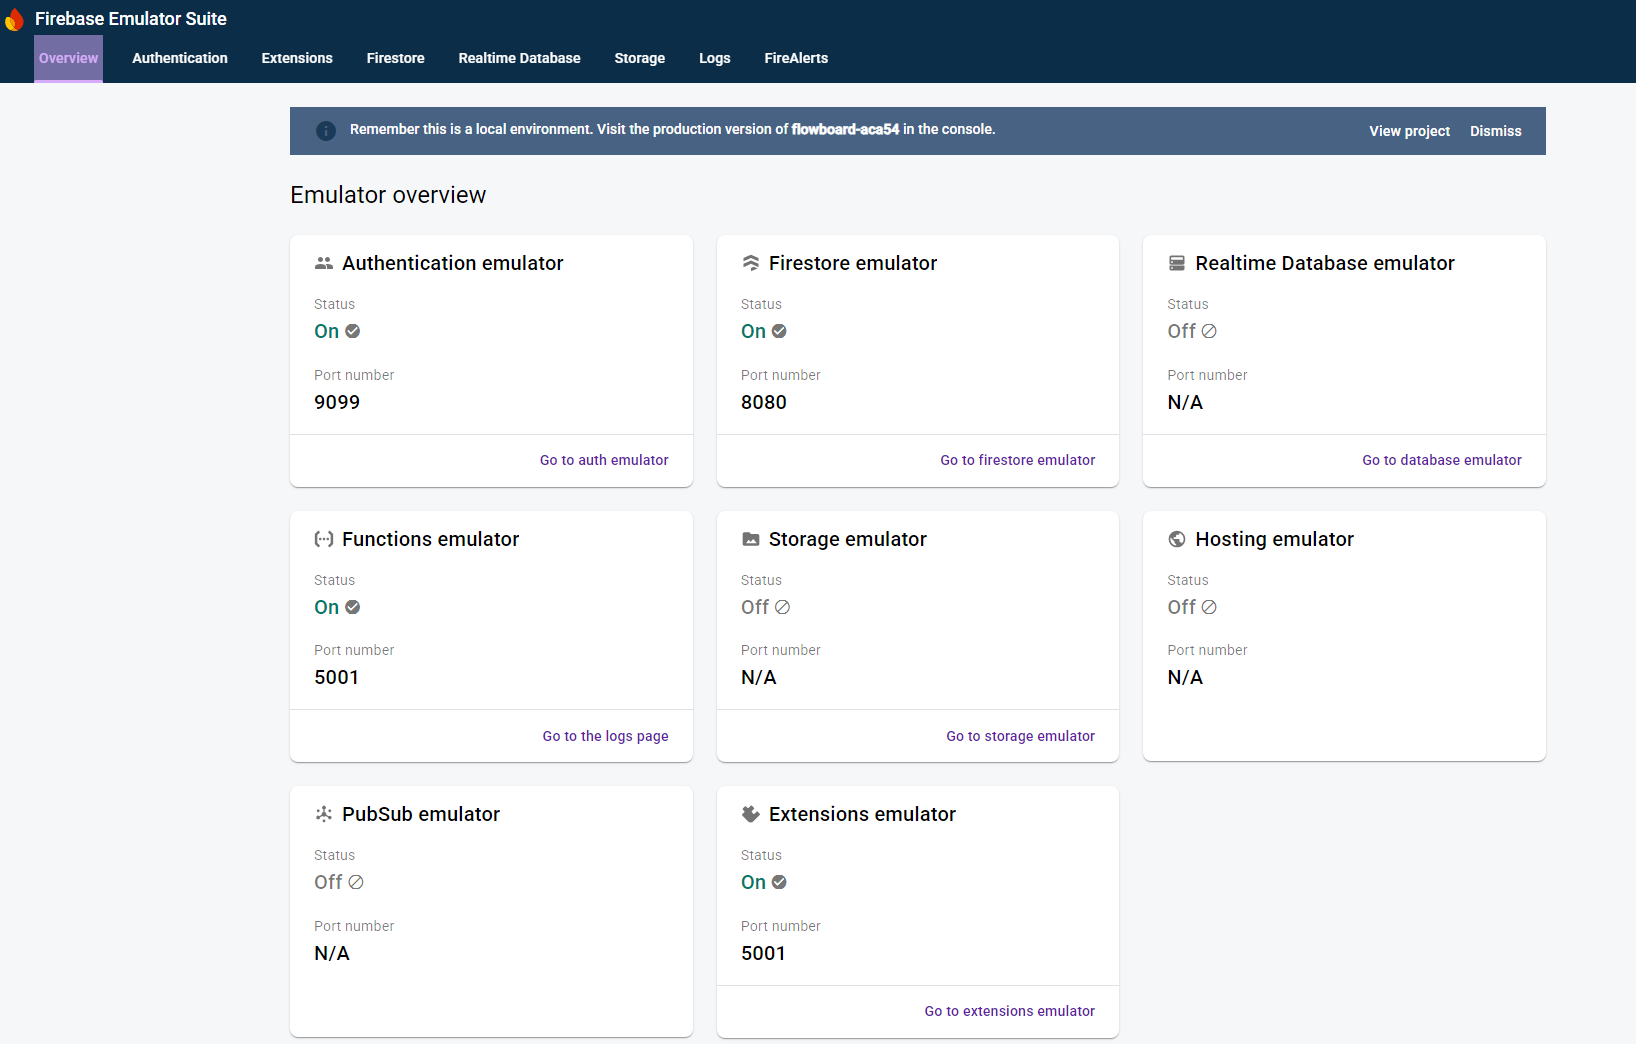 Firebase Emulator Suite
Overview Authentication Extensions Firestore Realtime Database Storage Logs FireAlerts
Remember this is a local environment. Visit the production version of flowboard-aca54 in the console. View project Dismiss
Emulator overview
Authentication emulator
Status
On
Port number
9099
Go to auth emulator
Firestore emulator
Status
On
Port number
8080
Go to firestore emulator
Realtime Database emulator
Status
Off
Port number
N/A
Go to database emulator
Functions emulator
Status
On
Port number
5001
Go to the logs page
Storage emulator
Status
Off
Port number
N/A
Go to storage emulator
Hosting emulator
Status
Off
Port number
N/A
PubSub emulator
Status
Off
Port number
N/A
Extensions emulator
Status
On
Port number
5001
Go to extensions emulator